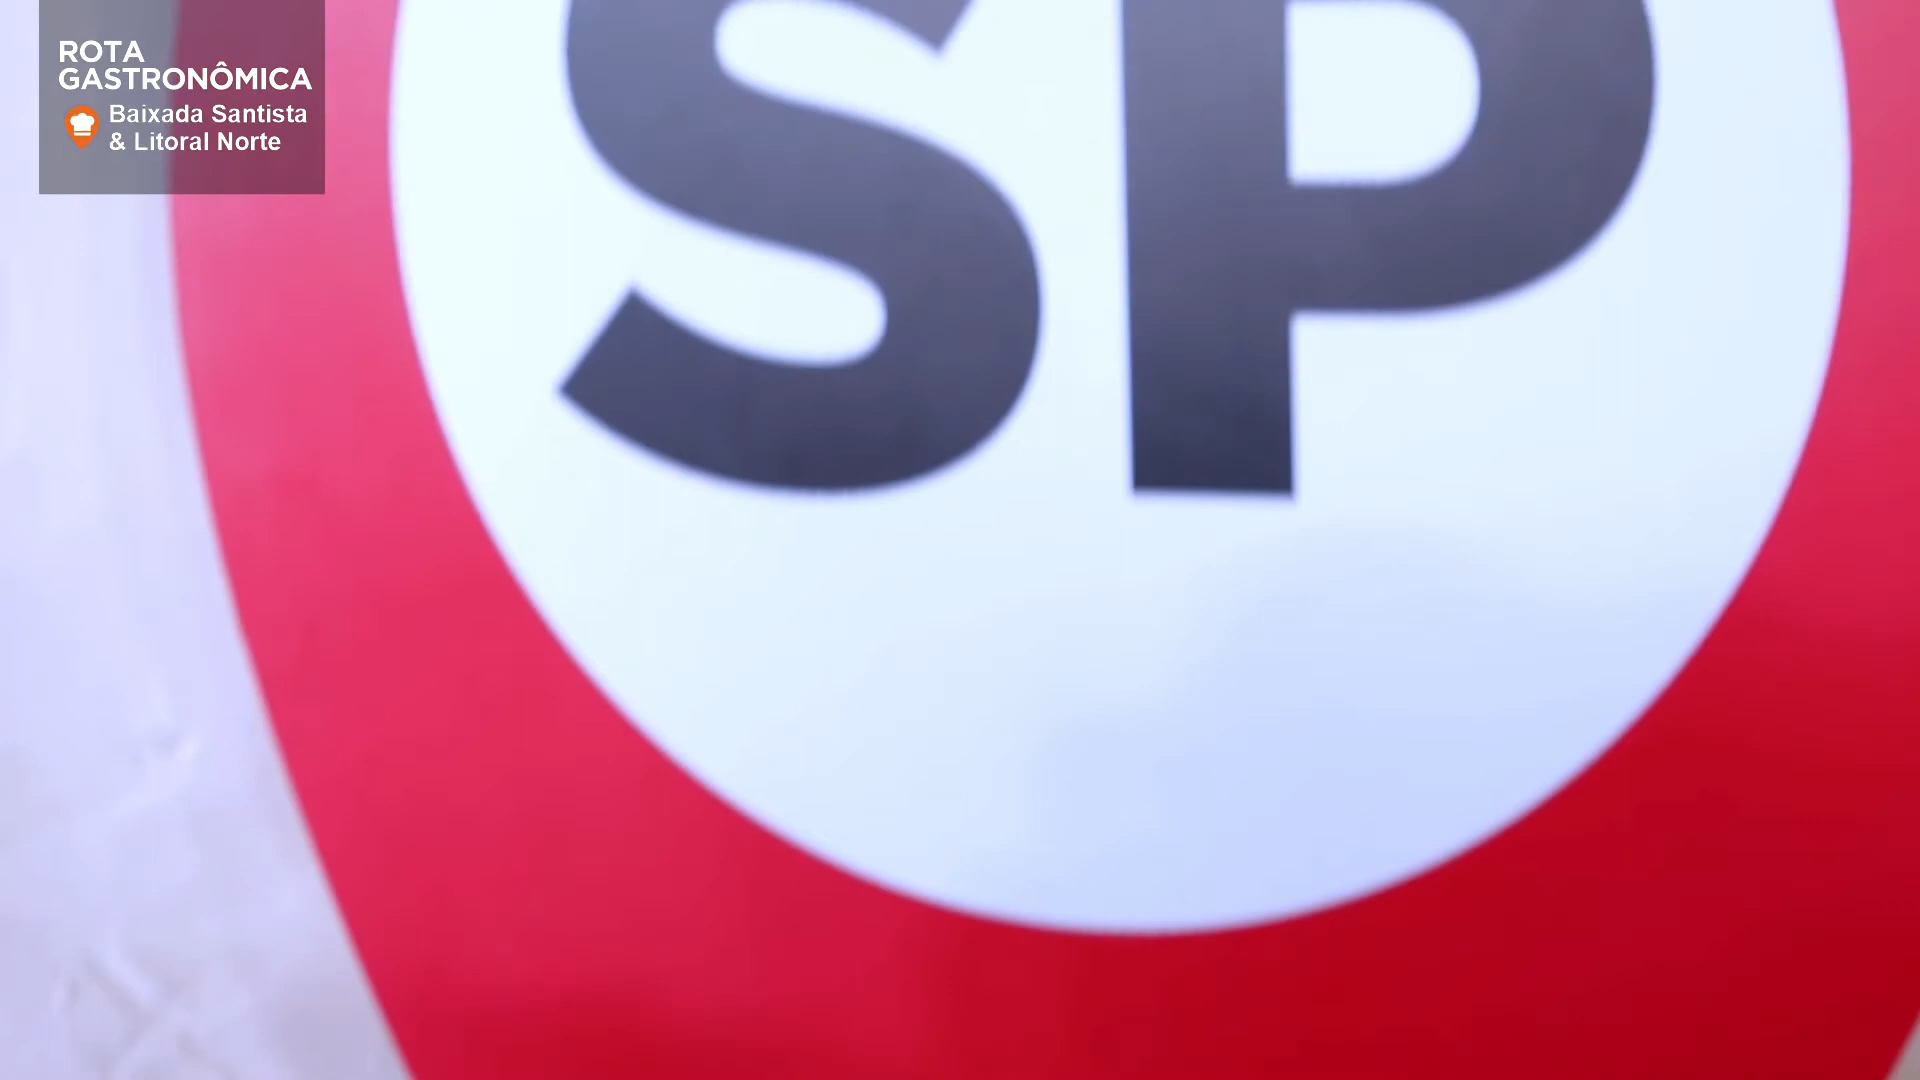 ROTA
GASTRONÔMICA
Baixada Santista
& Litoral Norte
SP